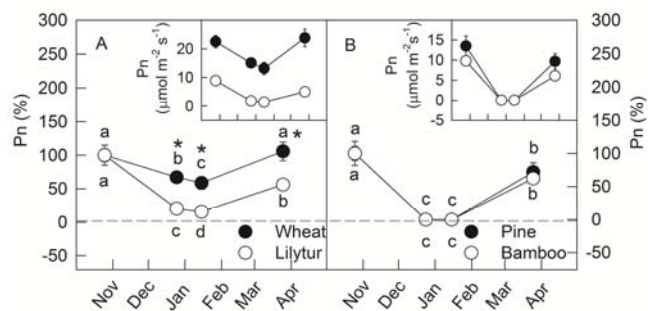 300
250
200
150
100
50
0
-50
Pn (%)
A
20
10
0
Pn
(µmol m⁻² s⁻¹)
a
a
*
b
*
c
a *
c
d
b
Wheat
Lilytur
Nov
Dec
Jan
Feb
Mar
Apr
B
15
10
5
0
-5
Pn
(µmol m⁻² s⁻¹)
a
a
c
c
b
c
c
b
Pine
Bamboo
Nov
Dec
Jan
Feb
Mar
Apr
300
250
200
150
100
50
0
-50
Pn (%)